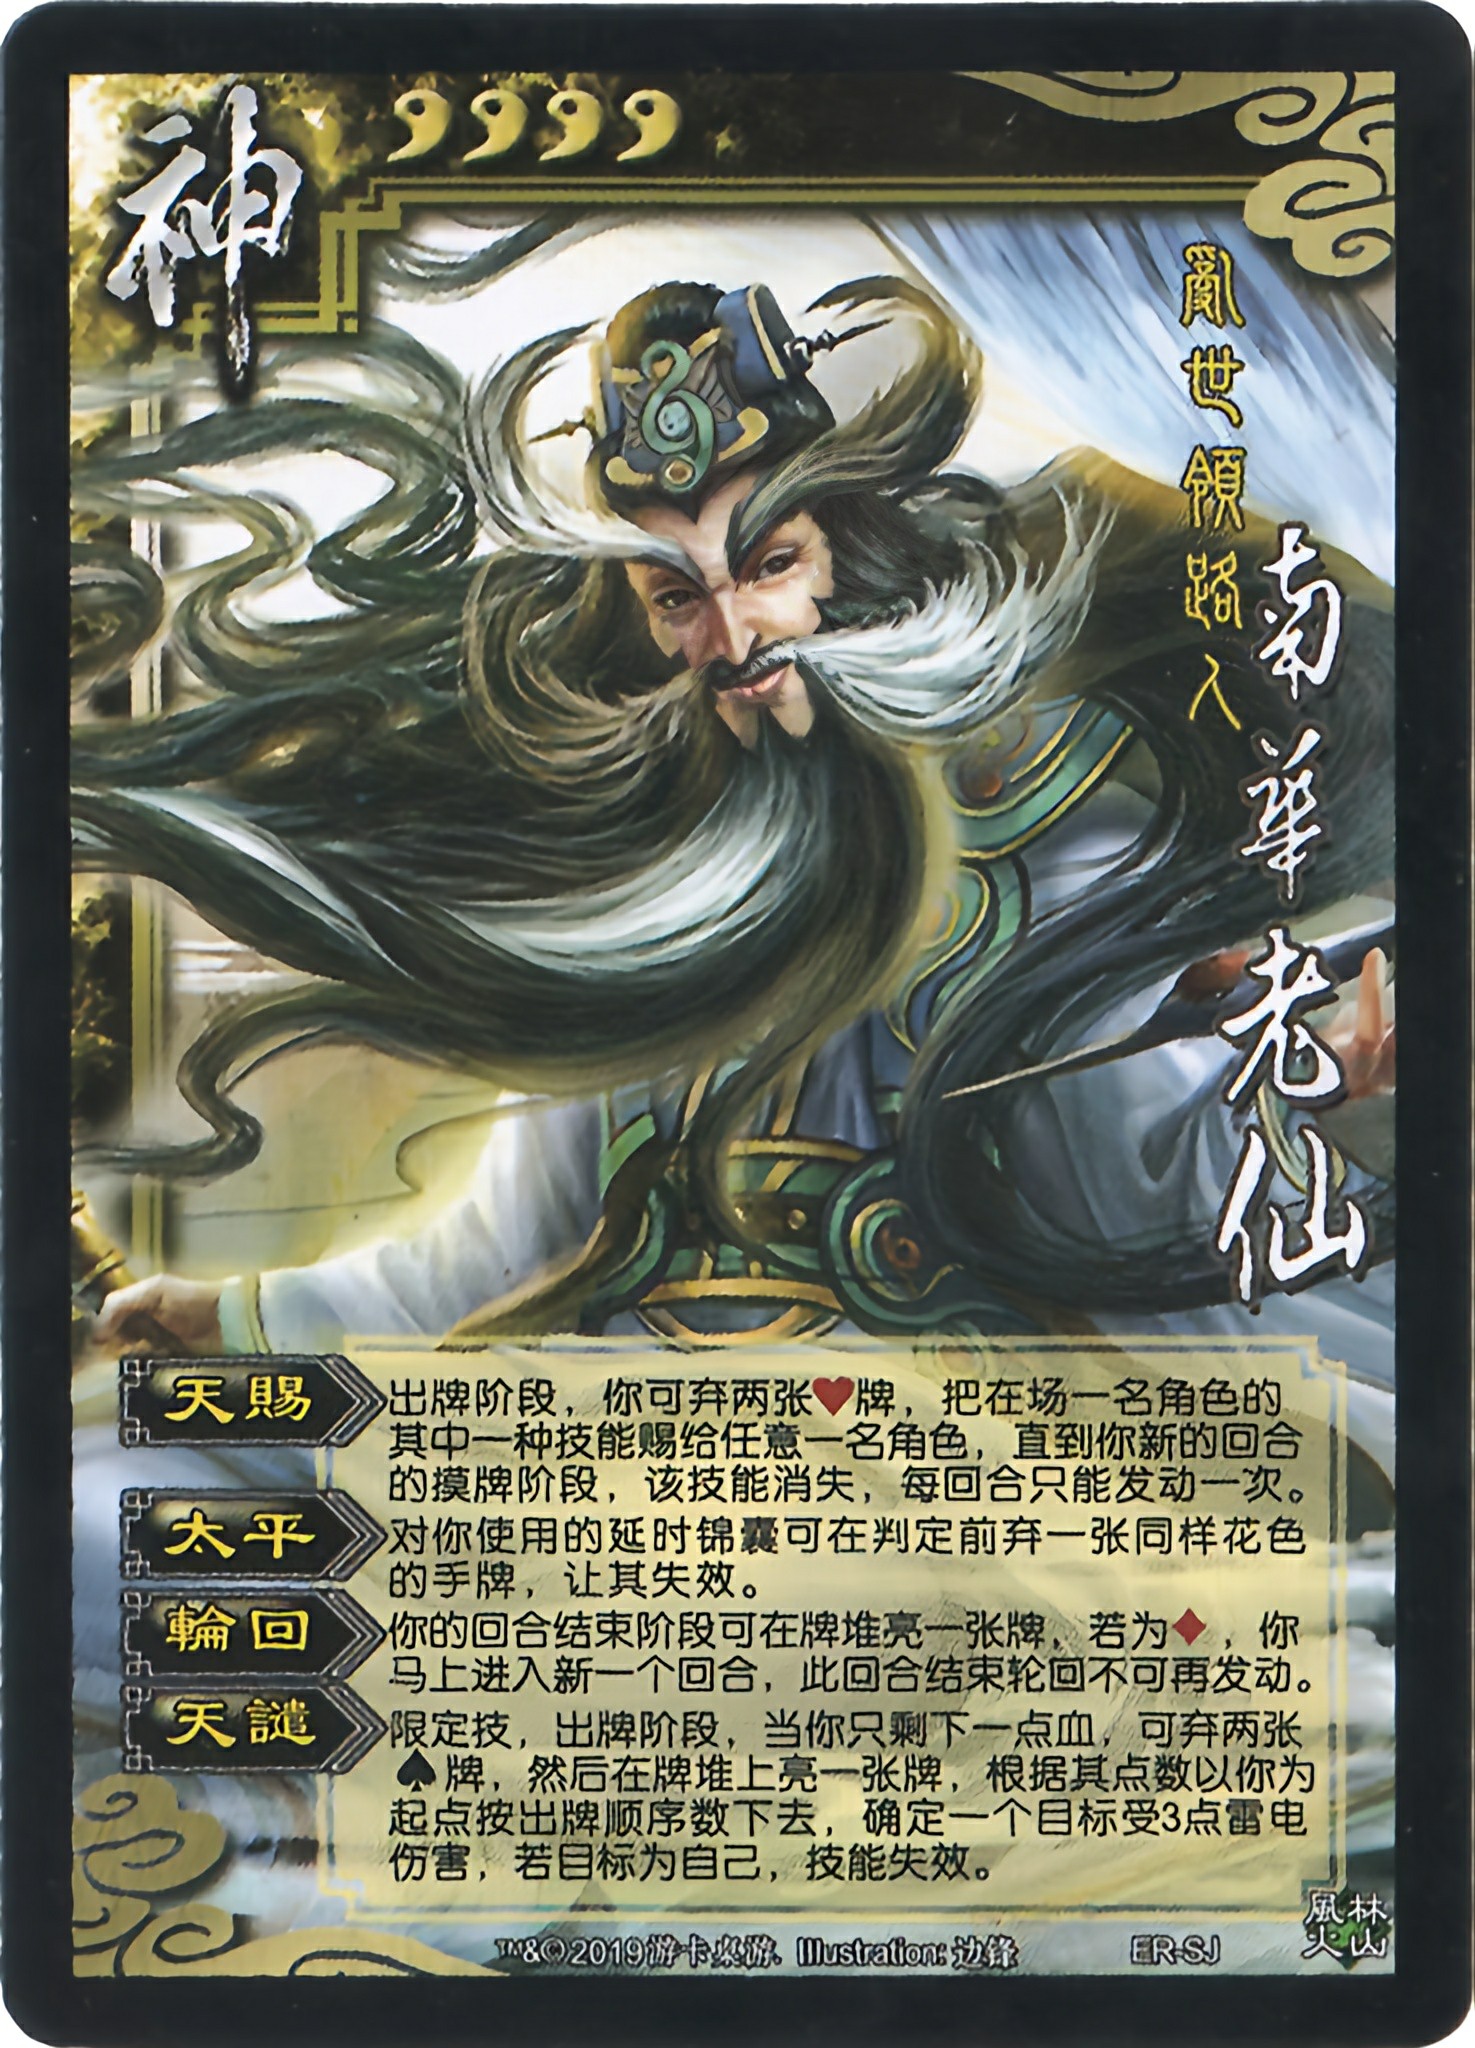 神
亂世領路人
南華老仙
天賜
出牌阶段，你可弃两张♥牌，把在场一名角色的
其中一种技能赐给任意一名角色，直到你新的回合
的摸牌阶段，该技能消失，每回合只能发动一次。
太平
对你使用的延时锦囊可在判定前弃一张同样花色
的手牌，让其失效。
輪回
你的回合结束阶段可在牌堆亮一张牌，若为♦，你
马上进入新一个回合，此回合结束轮回不可再发动。
天譴
限定技，出牌阶段，当你只剩下一点血，可弃两张
♠牌，然后在牌堆上亮一张牌，根据其点数以你为
起点按出牌顺序数下去，确定一个目标受3点雷电
伤害，若目标为自己，技能失效。
™&©2019游卡桌游. Illustration: 边锋
ER-SJ
風林
火山